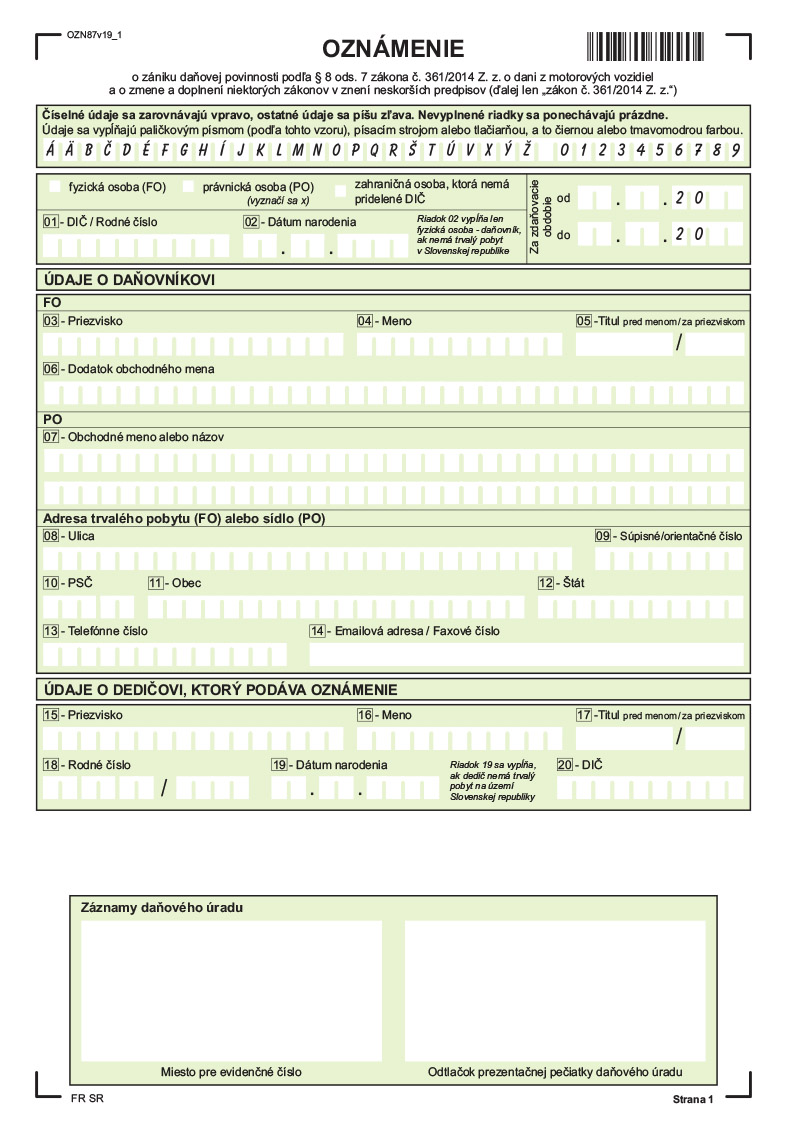 OZN87v19_1
OZNÁMENIE
o zániku daňovej povinnosti podľa § 8 ods. 7 zákona č. 361/2014 Z. z. o dani z motorových vozidiel
a o zmene a doplnení niektorých zákonov v znení neskorších predpisov (ďalej len „zákon č. 361/2014 Z. z.“)
Číselné údaje sa zarovnávajú vpravo, ostatné údaje sa píšu zľava. Nevyplnené riadky sa ponechávajú prázdne.
Údaje sa vypĺňajú paličkovým písmom (podľa tohto vzoru), písacím strojom alebo tlačiarňou, a to čiernou alebo tmavomodrou farbou.
Á Ä B Č D É F G H Í J K L M N O P Q R Š T Ú V X Ý Ž 0 1 2 3 4 5 6 7 8 9
fyzická osoba (FO)
právnická osoba (PO)
(vyznačí sa x)
zahraničná osoba, ktorá nemá
pridelené DIČ
Za zdaňovacie
obdobie
od . . 2 0
do . . 2 0
01 - DIČ / Rodné číslo
02 - Dátum narodenia
. .
Riadok 02 vypĺňa len
fyzická osoba - daňovník,
ak nemá trvalý pobyt
v Slovenskej republike
ÚDAJE O DAŇOVNÍKOVI
FO
03 - Priezvisko
04 - Meno
05 -Titul pred menom/ za priezviskom
/
06 - Dodatok obchodného mena
PO
07 - Obchodné meno alebo názov
Adresa trvalého pobytu (FO) alebo sídlo (PO)
08 - Ulica
09 - Súpisné/orientačné číslo
10 - PSČ
11 - Obec
12 - Štát
13 - Telefónne číslo
14 - Emailová adresa / Faxové číslo
ÚDAJE O DEDIČOVI, KTORÝ PODÁVA OZNÁMENIE
15 - Priezvisko
16 - Meno
17 -Titul pred menom/ za priezviskom
/
18 - Rodné číslo
/
19 - Dátum narodenia
. .
Riadok 19 sa vypĺňa,
ak dedič nemá trvalý
pobyt na území
Slovenskej republiky
20 - DIČ
Záznamy daňového úradu
Miesto pre evidenčné číslo
Odtlačok prezentačnej pečiatky daňového úradu
FR SR
Strana 1